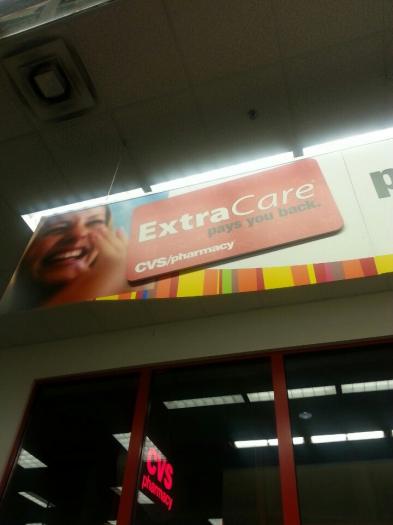 ExtraCare
pays you back.
CVS/pharmacy
p
CVS
pharmacy